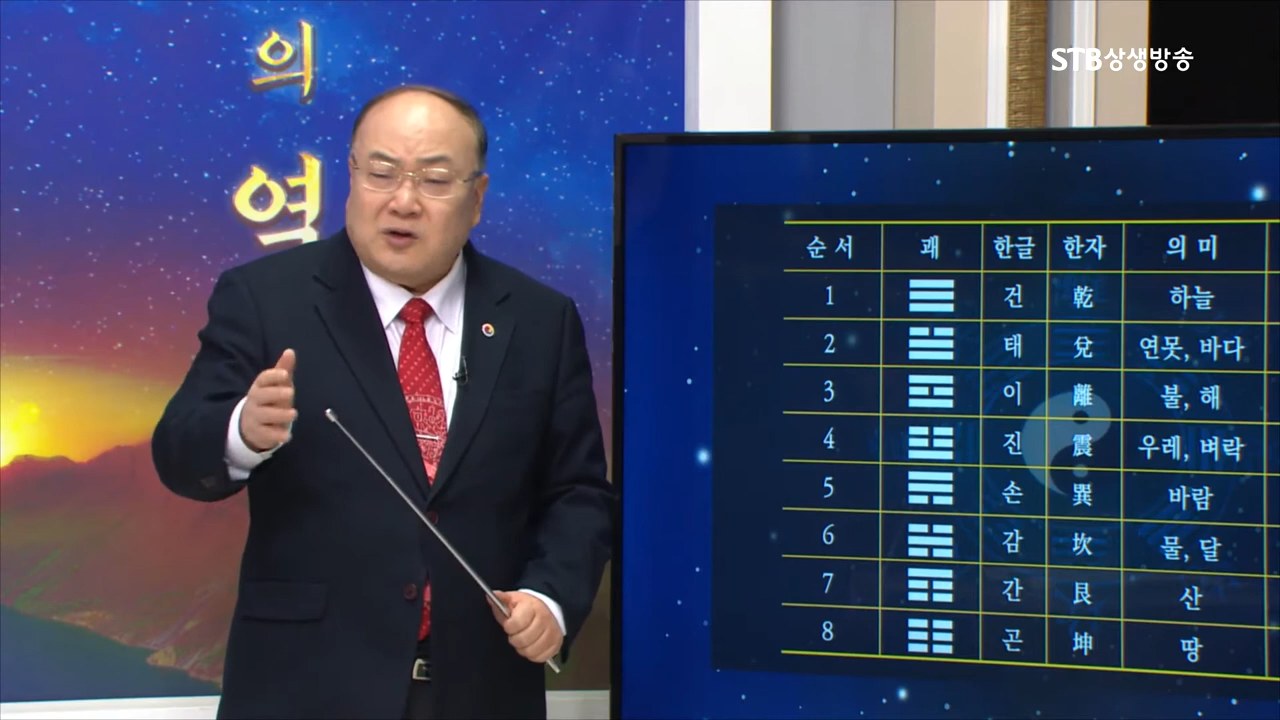 의
역
STB상생방송
순 서 괘 한글 한자 의 미
1 ☰ 건 乾 하늘
2 ☱ 태 兌 연못, 바다
3 ☲ 이 離 불, 해
4 ☳ 진 震 우레, 벼락
5 ☴ 손 巽 바람
6 ☵ 감 坎 물, 달
7 ☶ 간 艮 산
8 ☷ 곤 坤 땅